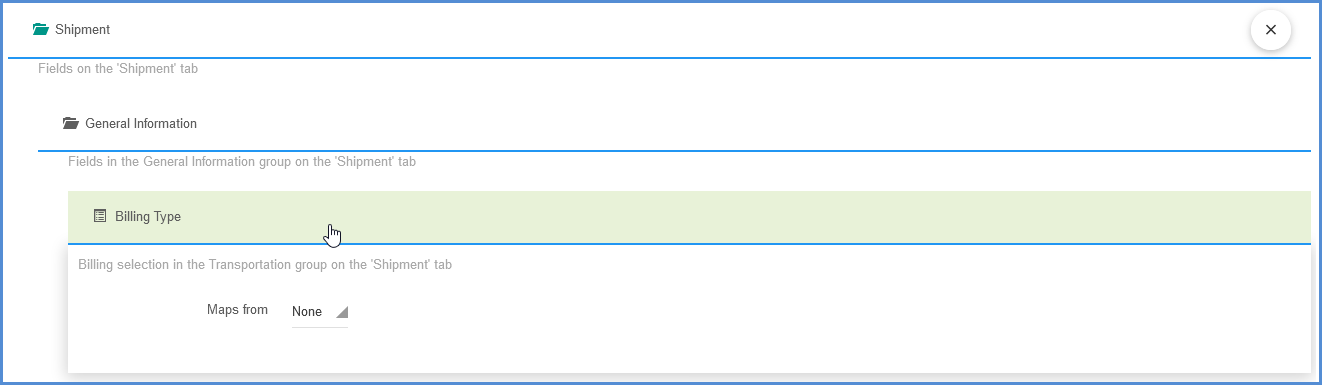 Shipment
Fields on the 'Shipment' tab
General Information
Fields in the General Information group on the 'Shipment' tab
Billing Type
Billing selection in the Transportation group on the 'Shipment' tab
Maps from None